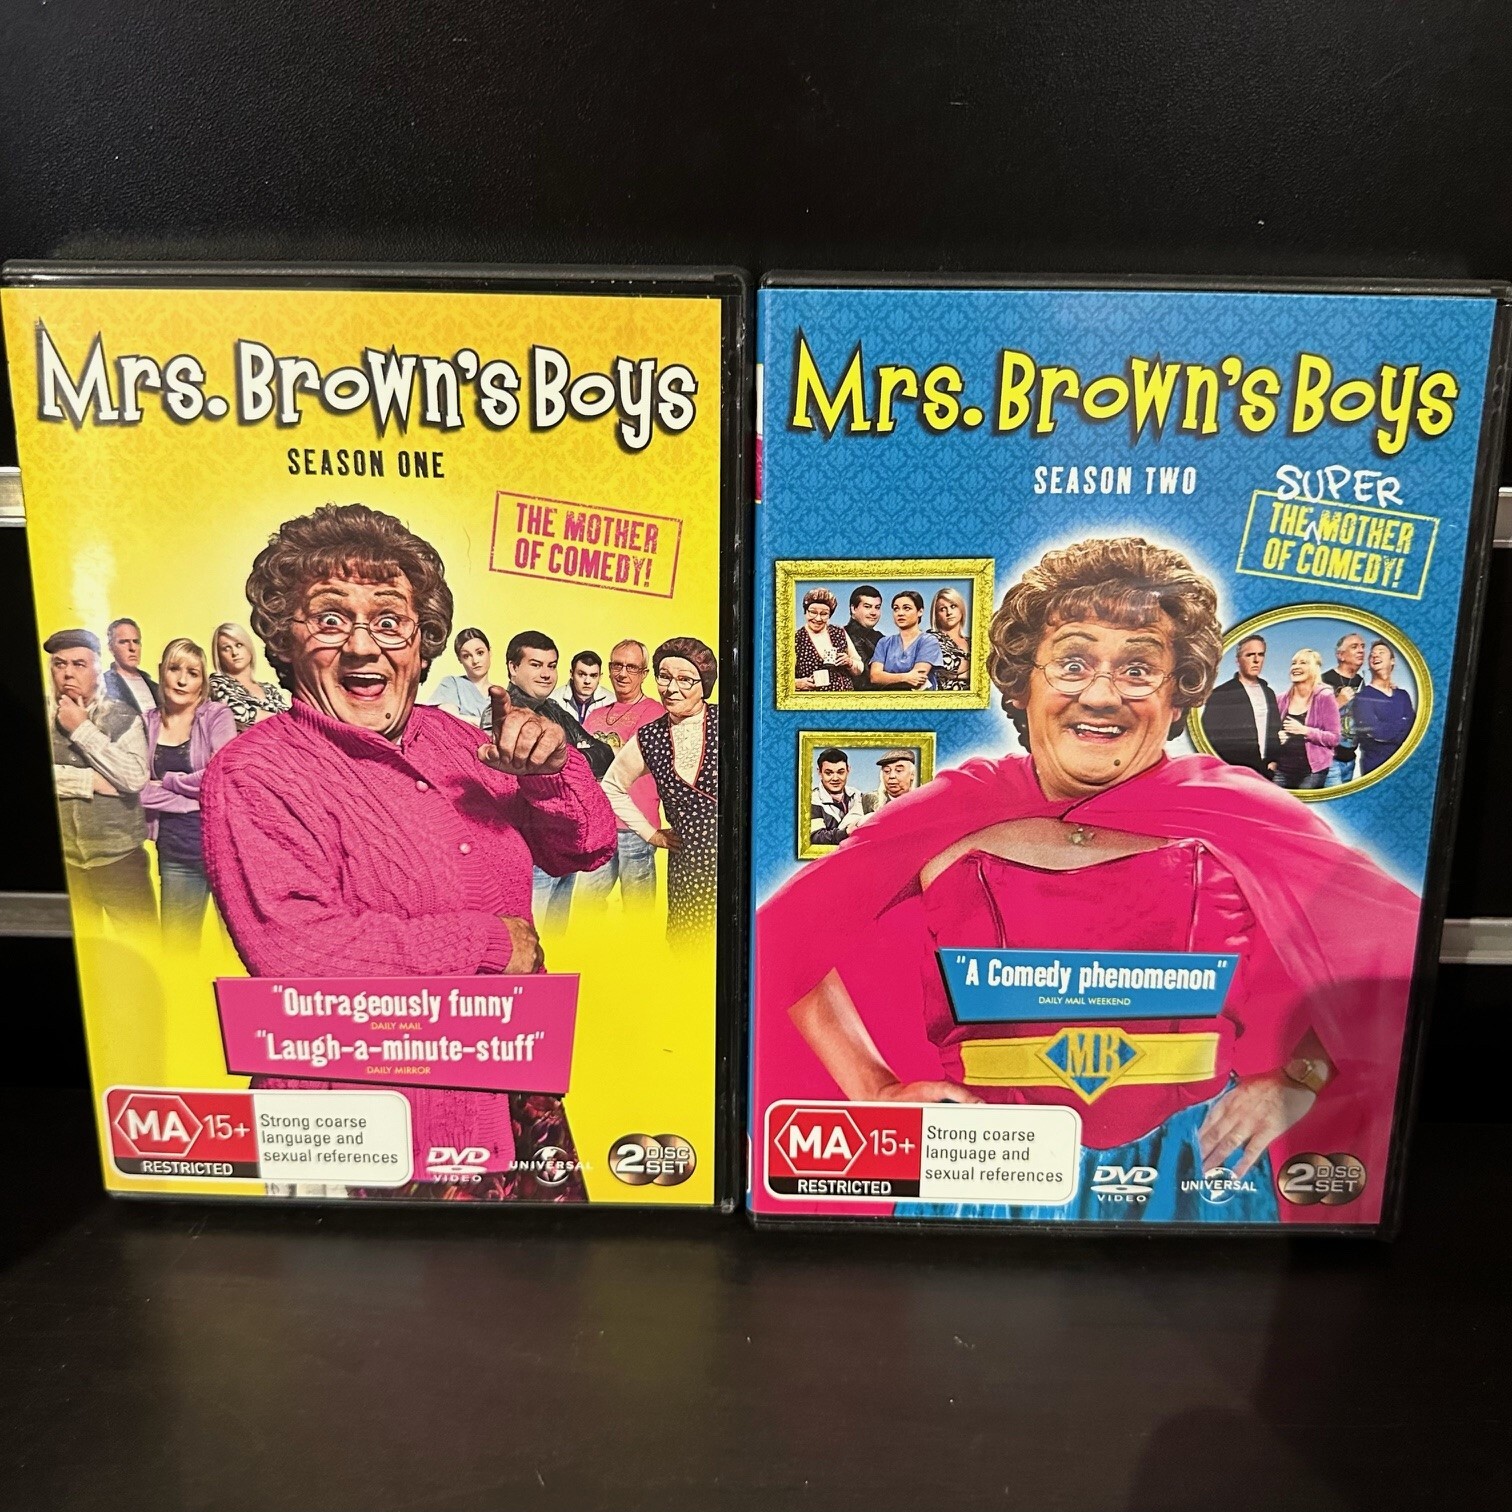 Mrs. Brown's Boys
SEASON ONE
THE MOTHER
OF COMEDY!
"Outrageously funny"
DAILY MAIL
"Laugh-a-minute-stuff"
DAILY MIRROR
MA 15+
RESTRICTED
Strong coarse
language and
sexual references
DVD
VIDEO
UNIVERSAL
2 DISC
SET
Mrs. Brown's Boys
SEASON TWO
SUPER
THE MOTHER
OF COMEDY!
"A Comedy phenomenon"
DAILY MAIL WEEKEND
MB
MA 15+
RESTRICTED
Strong coarse
language and
sexual references
DVD
VIDEO
UNIVERSAL
2 DISC
SET